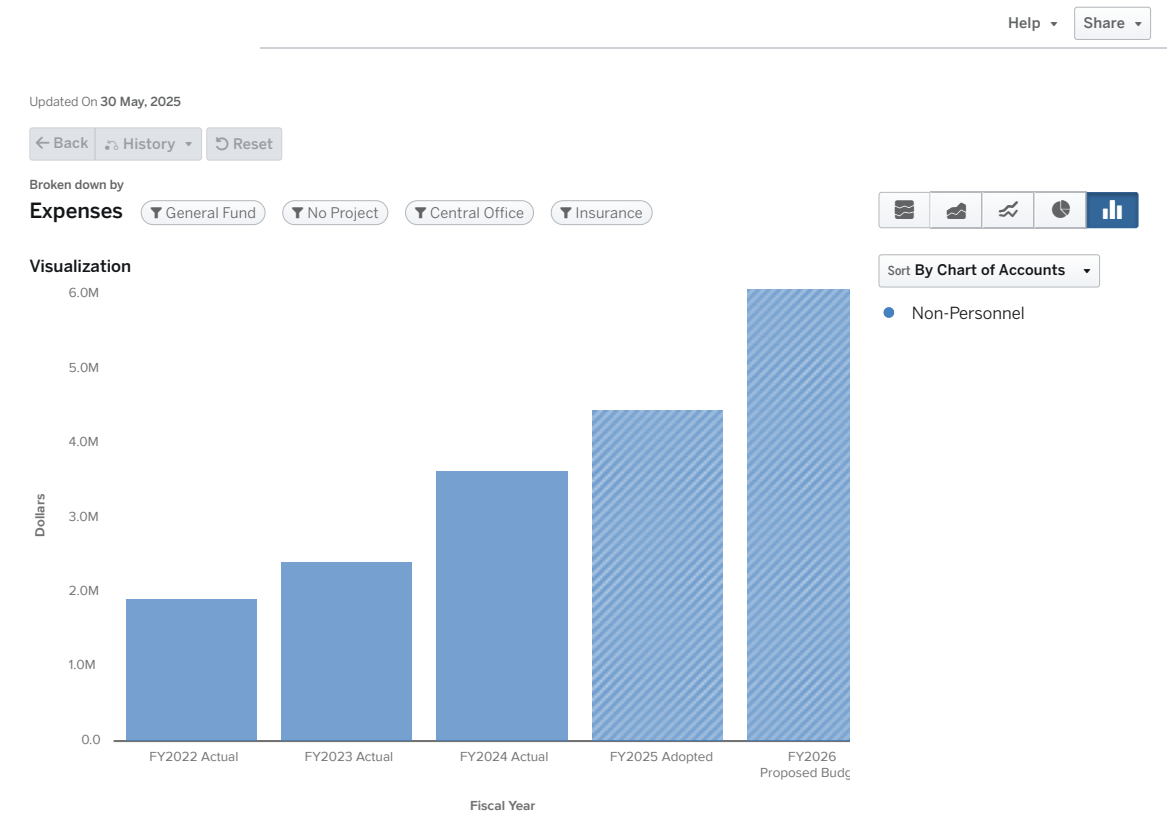 Help
Share
Updated On 30 May, 2025
Back
History
Reset
Broken down by
Expenses
General Fund
No Project
Central Office
Insurance
Visualization
Sort By Chart of Accounts
Non-Personnel
6.0M
5.0M
4.0M
3.0M
2.0M
1.0M
0.0
Dollars
FY2022 Actual
FY2023 Actual
FY2024 Actual
FY2025 Adopted
FY2026
Proposed Budg
Fiscal Year